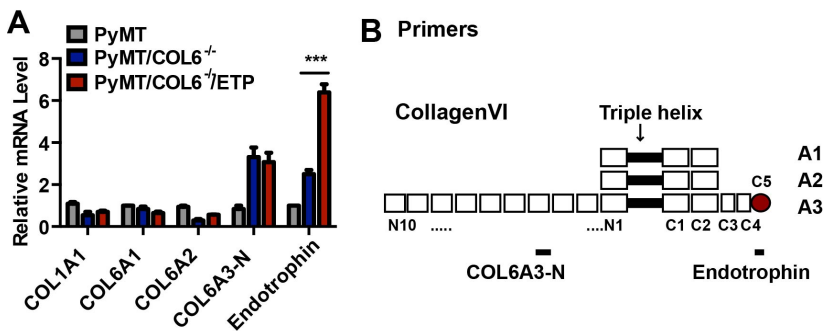 A
PyMT
PyMT/COL6-/-
PyMT/COL6-/-/ETP
Relative mRNA Level
8
6
4
2
0
***
COL1A1
COL6A1
COL6A2
COL6A3-N
Endotrophin
B Primers
CollagenVI
Triple helix
A1
A2
C5
A3
N10 ..... ....N1 C1 C2 C3 C4
COL6A3-N
Endotrophin